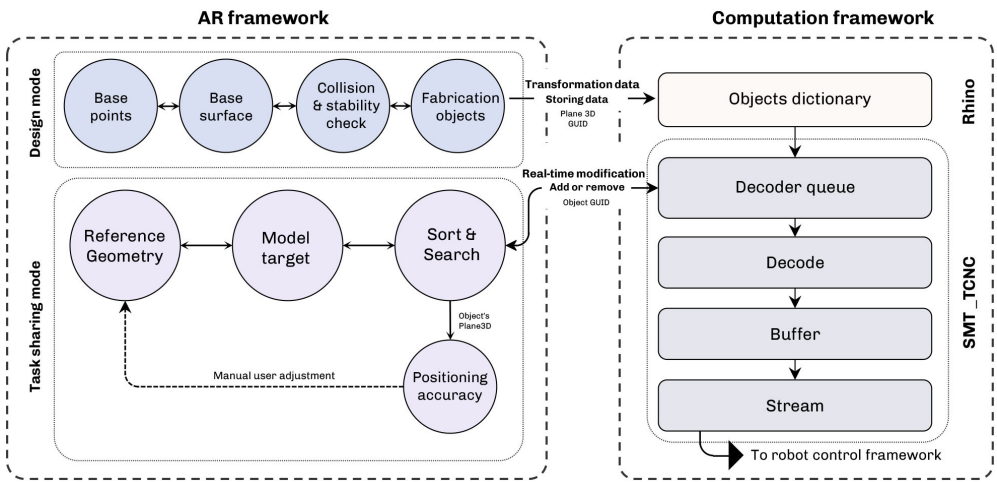 AR framework
Computation framework
Design mode
Base
points
Base
surface
Collision
& stability
check
Fabrication
objects
Transformation data
Storing data
Plane 3D
GUID
Objects dictionary
Rhino
Real-time modification
Add or remove
Object GUID
Decoder queue
Decode
Buffer
Stream
SMT_TCNC
To robot control framework
Task sharing mode
Reference
Geometry
Model
target
Sort &
Search
Object's
Plane3D
Positioning
accuracy
Manual user adjustment